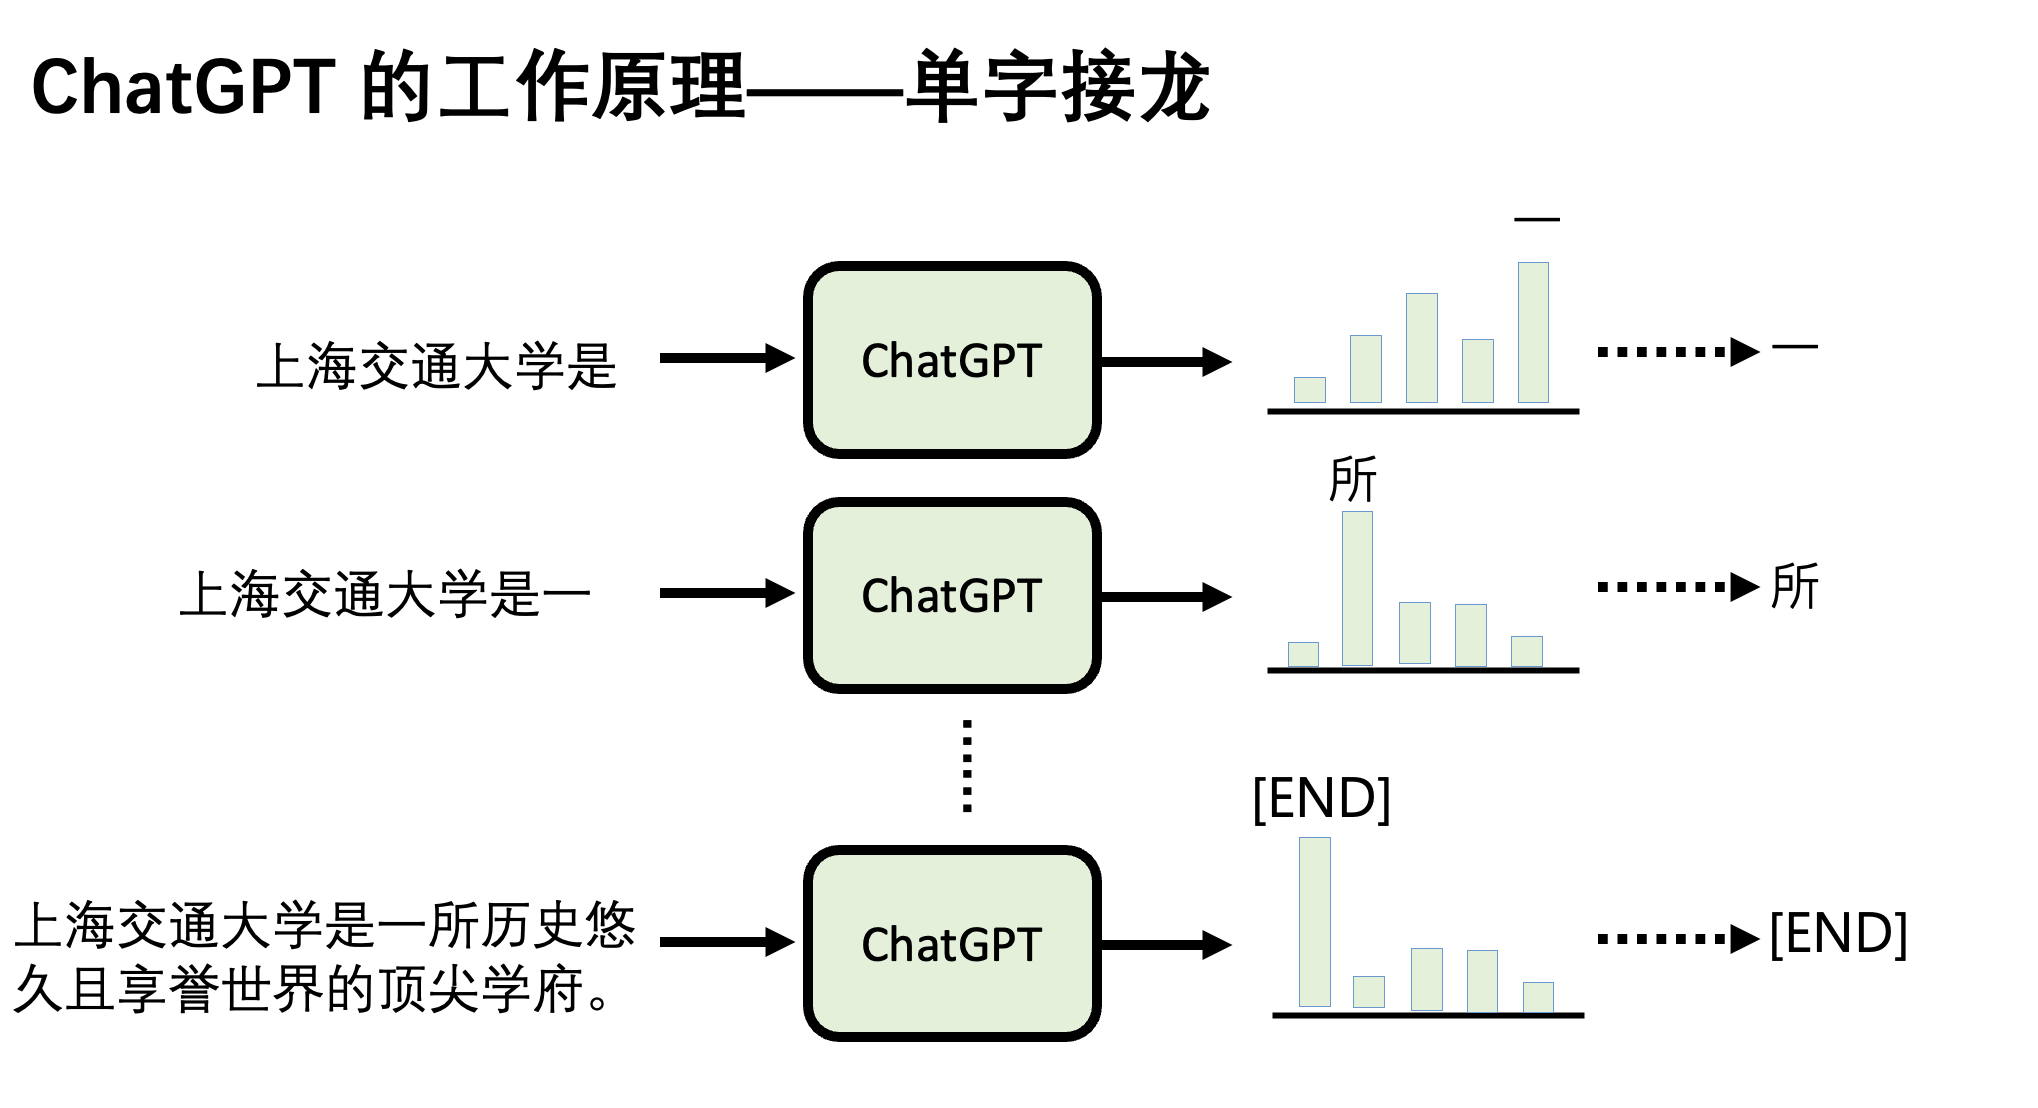 ChatGPT 的工作原理——单字接龙
一
上海交通大学是
ChatGPT
一
所
上海交通大学是一
ChatGPT
所
[END]
上海交通大学是一所历史悠
久且享誉世界的顶尖学府。
ChatGPT
[END]